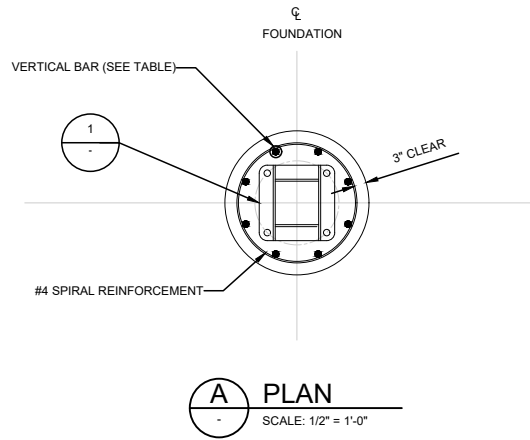 ℄
FOUNDATION
VERTICAL BAR (SEE TABLE)
1
-
3" CLEAR
#4 SPIRAL REINFORCEMENT
A
-
PLAN
SCALE: 1/2" = 1'-0"